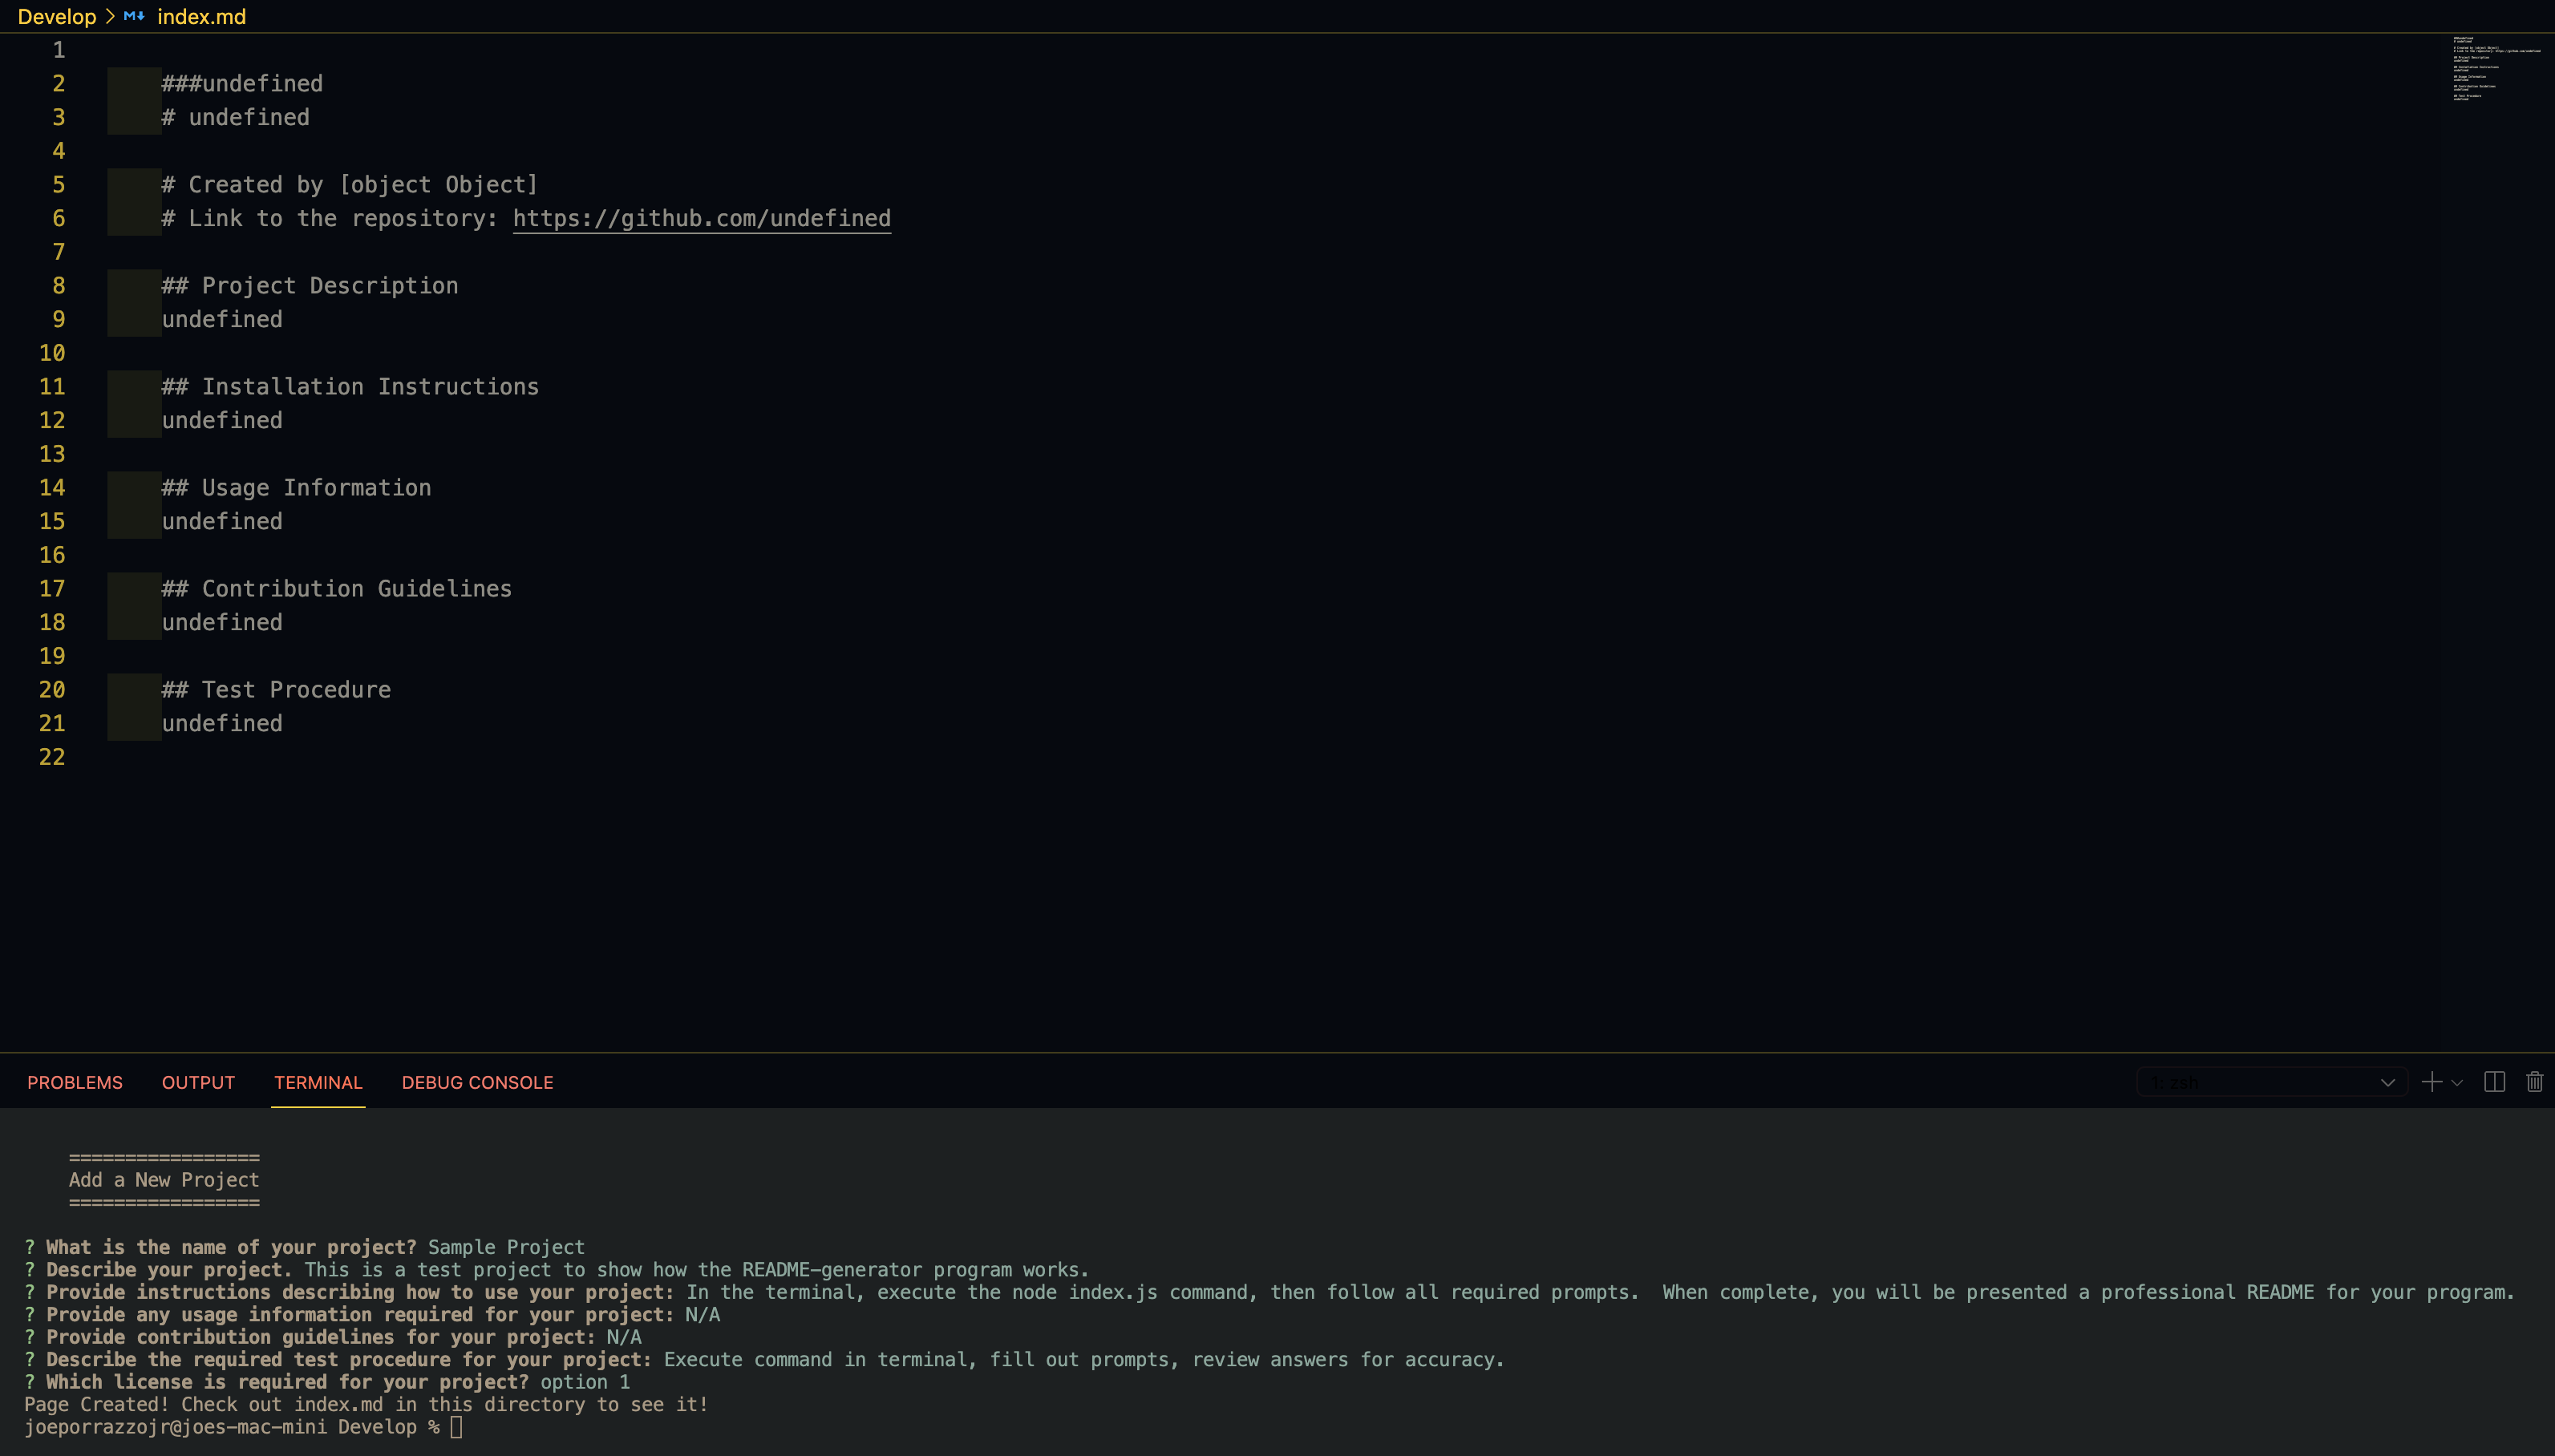 Develop > index.md
1
2 ###undefined
3 # undefined
4
5 # Created by [object Object]
6 # Link to the repository: https://github.com/undefined
7
8 ## Project Description
9 undefined
10
11 ## Installation Instructions
12 undefined
13
14 ## Usage Information
15 undefined
16
17 ## Contribution Guidelines
18 undefined
19
20 ## Test Procedure
21 undefined
22
PROBLEMS OUTPUT TERMINAL DEBUG CONSOLE 1: zsh
=================
Add a New Project
=================
? What is the name of your project? Sample Project
? Describe your project. This is a test project to show how the README-generator program works.
? Provide instructions describing how to use your project: In the terminal, execute the node index.js command, then follow all required prompts.  When complete, you will be presented a professional README for your program.
? Provide any usage information required for your project: N/A
? Provide contribution guidelines for your project: N/A
? Describe the required test procedure for your project: Execute command in terminal, fill out prompts, review answers for accuracy.
? Which license is required for your project? option 1
Page Created! Check out index.md in this directory to see it!
joeporrazzojr@joes-mac-mini Develop %